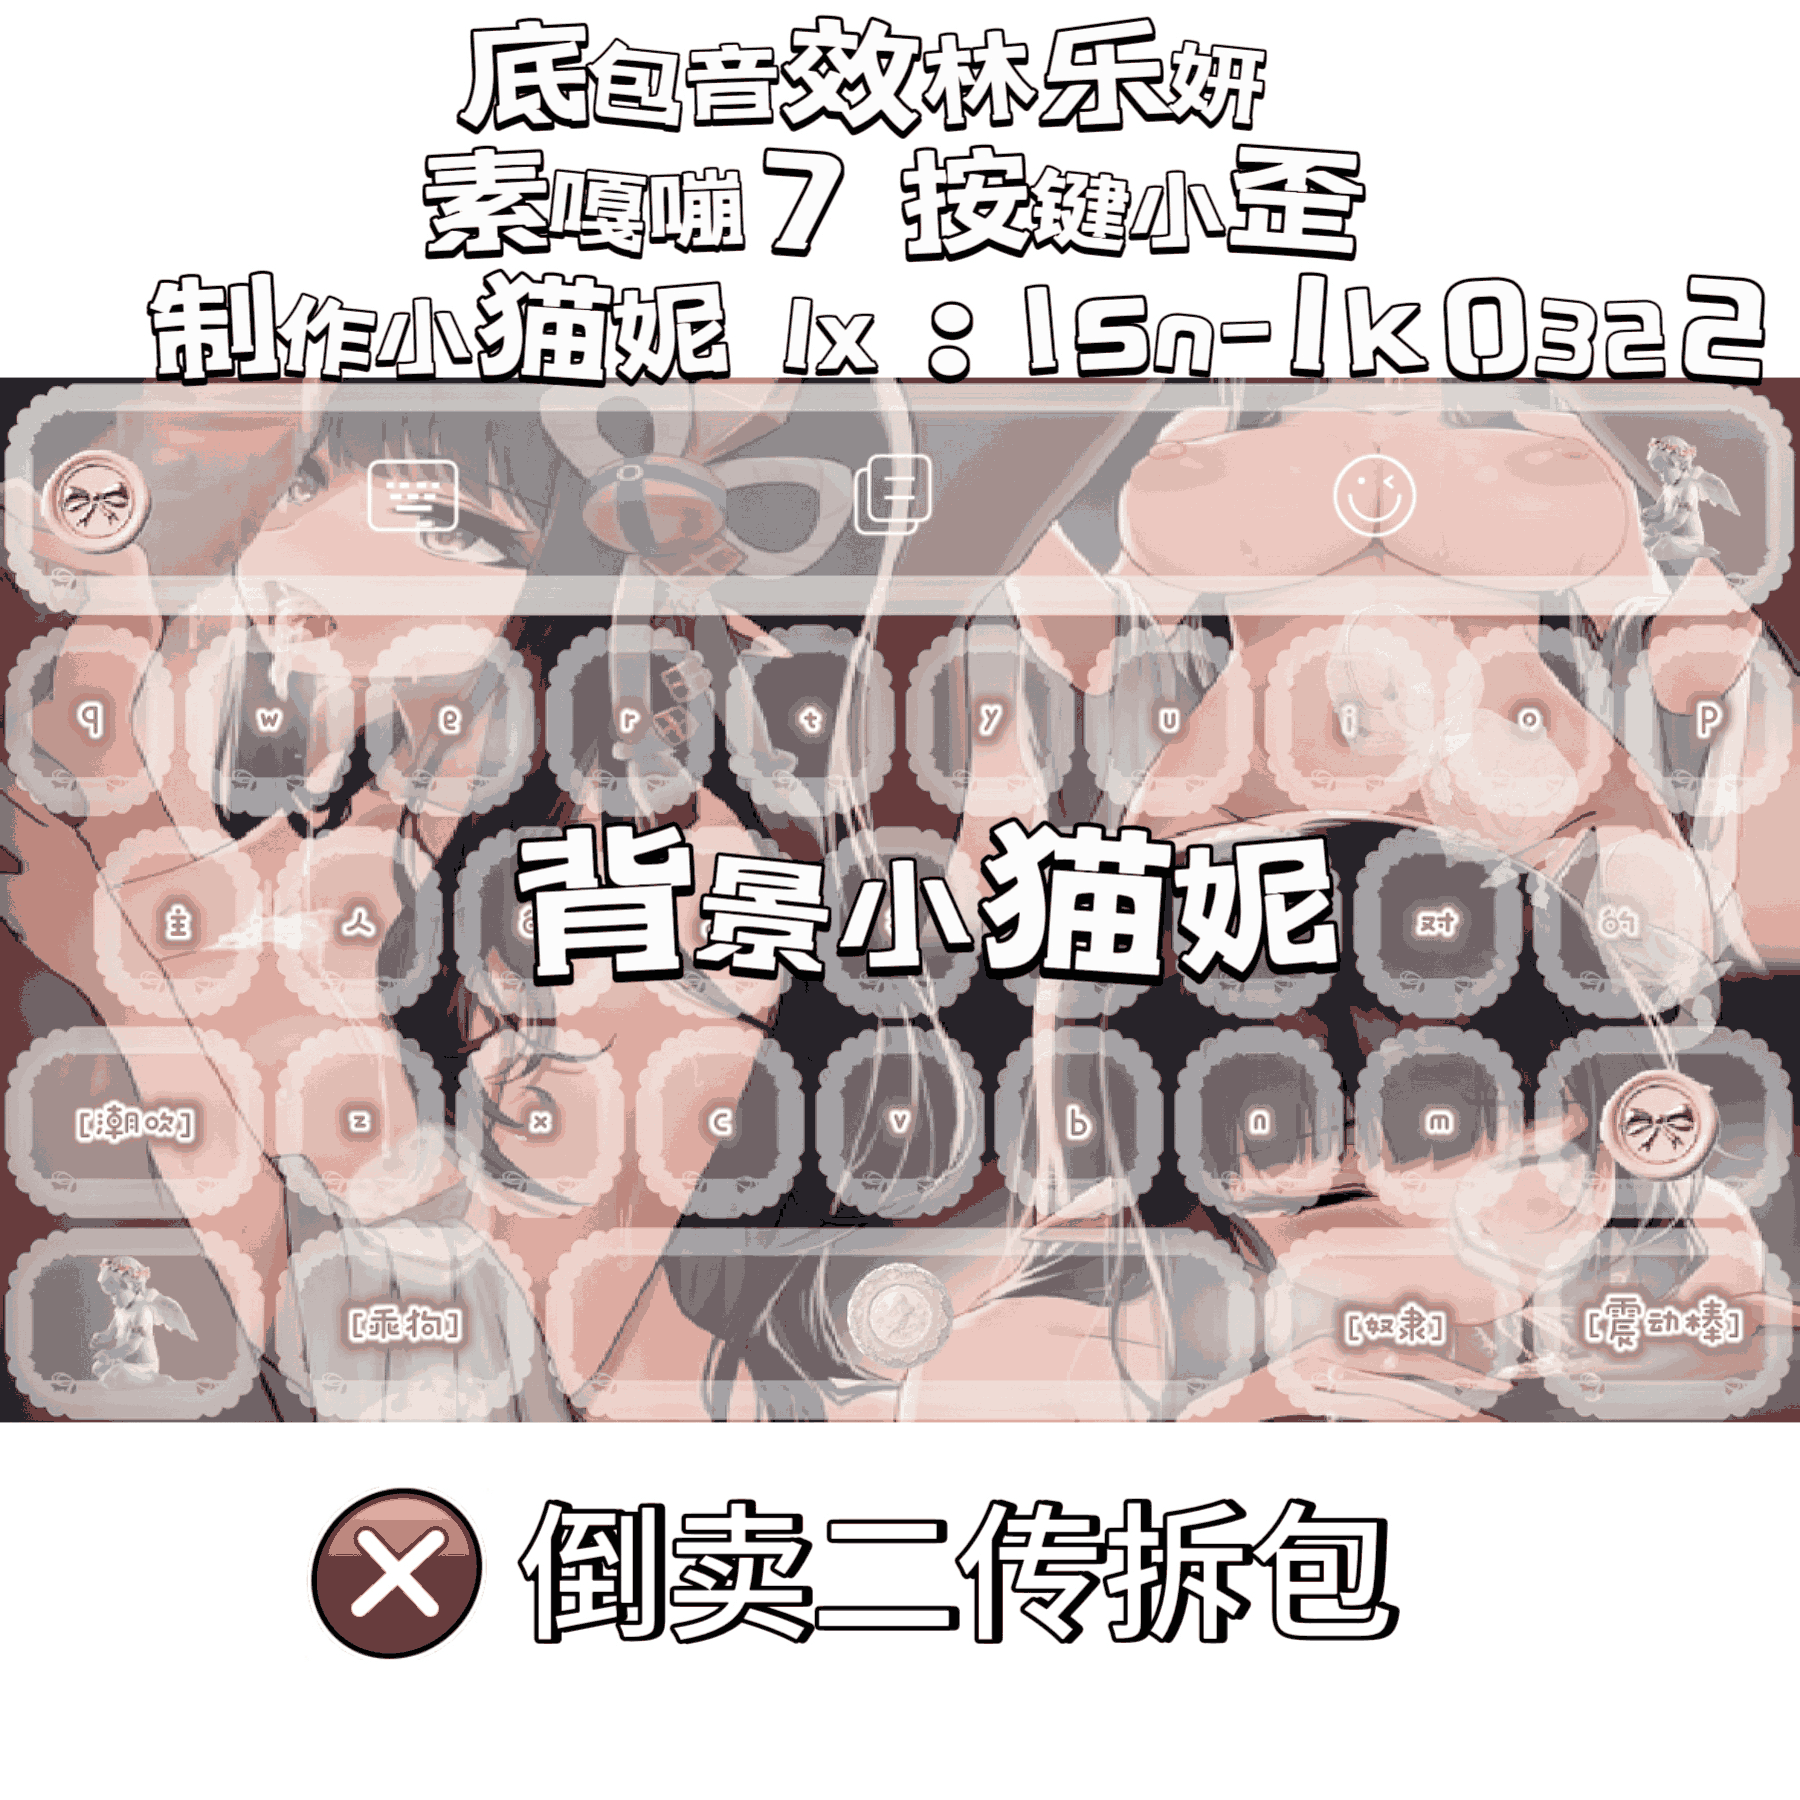 底包音效林乐妍
素嘎嘣7 按键小歪
制作小猫妮 lx：lsn-lk0322
q w e r t y u i o p
背景小猫妮
主 人 对 的
[潮吹] z x c v b n m
[乖狗] [奴隶] [震动棒]
倒卖二传拆包